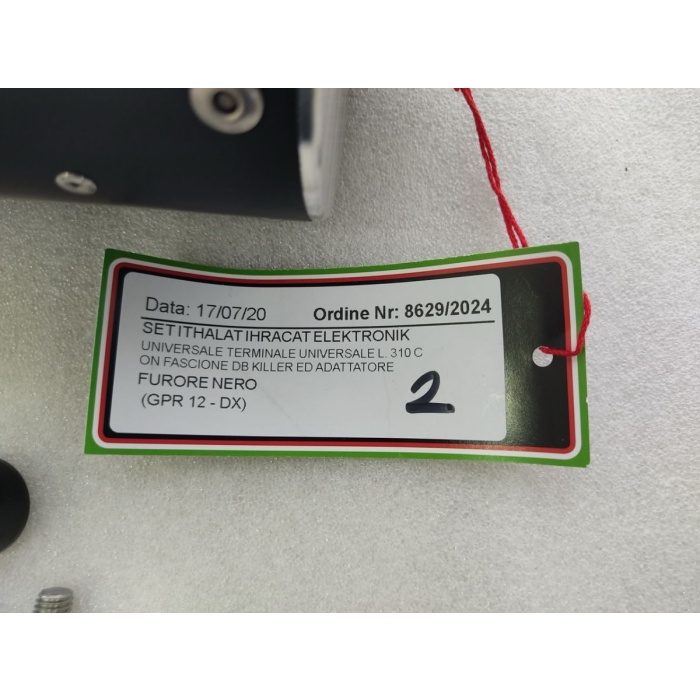 Data: 17/07/20 Ordine Nr: 8629/2024
SET ITHALAT IHRACAT ELEKTRONIK
UNIVERSALE TERMINALE UNIVERSALE L. 310 C
ON FASCIONE DB KILLER ED ADATTATORE
FURORE NERO
(GPR 12 - DX)
2